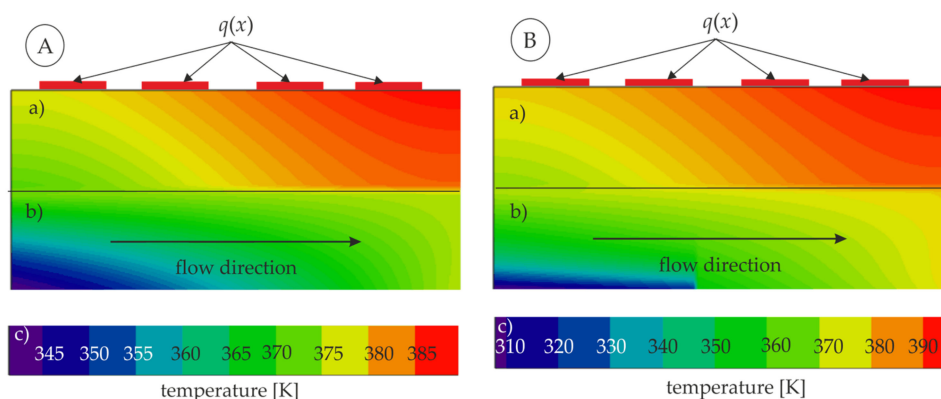 A
q(x)
a)
b)
flow direction
c)
345 350 355 360 365 370 375 380 385
temperature [K]
B
q(x)
a)
b)
flow direction
c)
310 320 330 340 350 360 370 380 390
temperature [K]